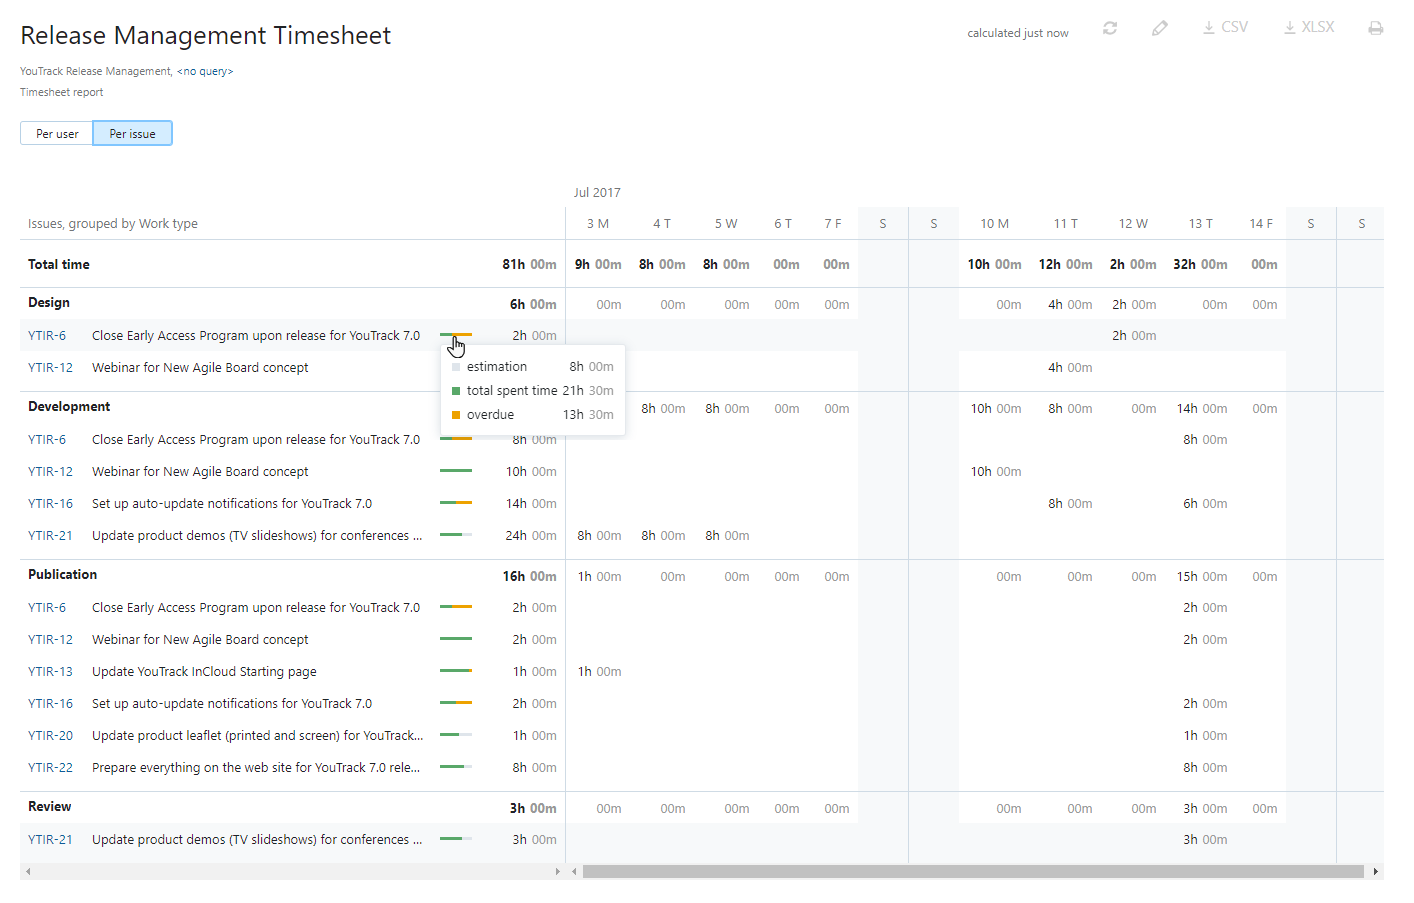 Release Management Timesheet
calculated just now
CSV
XLSX
YouTrack Release Management, <no query>
Timesheet report
Per user
Per issue
Jul 2017
Issues, grouped by Work type 3 M 4 T 5 W 6 T 7 F S S 10 M 11 T 12 W 13 T 14 F S S
Total time 81h 00m 9h 00m 8h 00m 8h 00m 00m 00m 10h 00m 12h 00m 2h 00m 32h 00m 00m
Design 6h 00m 00m 00m 00m 00m 00m 00m 4h 00m 2h 00m 00m 00m
YTIR-6 Close Early Access Program upon release for YouTrack 7.0 2h 00m 2h 00m
YTIR-12 Webinar for New Agile Board concept 4h 00m
estimation 8h 00m
total spent time 21h 30m
overdue 13h 30m
Development 8h 00m 8h 00m 00m 00m 10h 00m 8h 00m 00m 14h 00m 00m
YTIR-6 Close Early Access Program upon release for YouTrack 7.0 8h 00m 8h 00m
YTIR-12 Webinar for New Agile Board concept 10h 00m 10h 00m
YTIR-16 Set up auto-update notifications for YouTrack 7.0 14h 00m 8h 00m 6h 00m
YTIR-21 Update product demos (TV slideshows) for conferences ... 24h 00m 8h 00m 8h 00m 8h 00m
Publication 16h 00m 1h 00m 00m 00m 00m 00m 00m 00m 00m 15h 00m 00m
YTIR-6 Close Early Access Program upon release for YouTrack 7.0 2h 00m 2h 00m
YTIR-12 Webinar for New Agile Board concept 2h 00m 2h 00m
YTIR-13 Update YouTrack InCloud Starting page 1h 00m 1h 00m
YTIR-16 Set up auto-update notifications for YouTrack 7.0 2h 00m 2h 00m
YTIR-20 Update product leaflet (printed and screen) for YouTrack... 1h 00m 1h 00m
YTIR-22 Prepare everything on the web site for YouTrack 7.0 rele... 8h 00m 8h 00m
Review 3h 00m 00m 00m 00m 00m 00m 00m 00m 00m 3h 00m 00m
YTIR-21 Update product demos (TV slideshows) for conferences ... 3h 00m 3h 00m